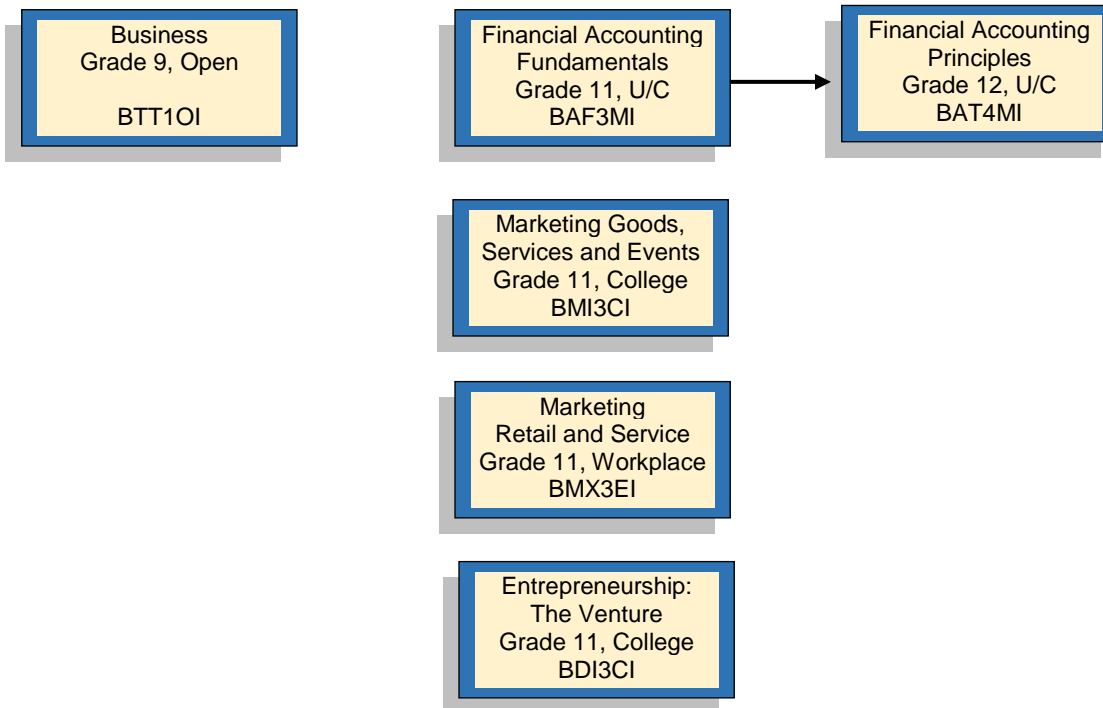 Business
Grade 9, Open
BTT1OI
Financial Accounting
Fundamentals
Grade 11, U/C
BAF3MI
Financial Accounting
Principles
Grade 12, U/C
BAT4MI
Marketing Goods,
Services and Events
Grade 11, College
BMI3CI
Marketing
Retail and Service
Grade 11, Workplace
BMX3EI
Entrepreneurship:
The Venture
Grade 11, College
BDI3CI